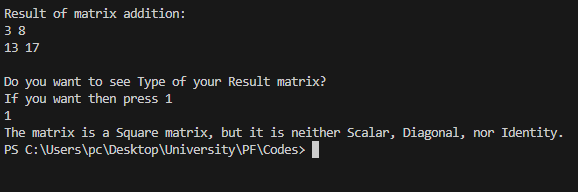 Result of matrix addition:
3 8
13 17
Do you want to see Type of your Result matrix?
If you want then press 1
1
The matrix is a Square matrix, but it is neither Scalar, Diagonal, nor Identity.
PS C:\Users\pc\Desktop\University\PF\Codes>